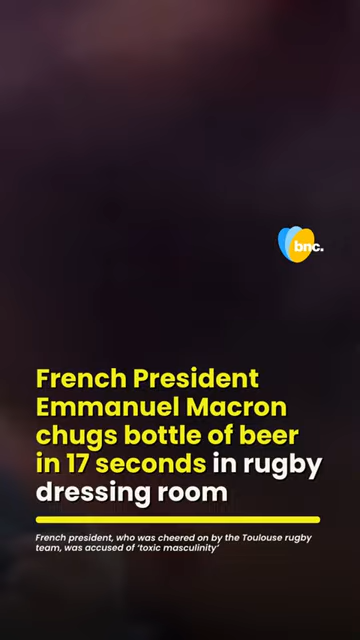 bnc.
French President
Emmanuel Macron
chugs bottle of beer
in 17 seconds in rugby
dressing room
French president, who was cheered on by the Toulouse rugby
team, was accused of 'toxic masculinity'